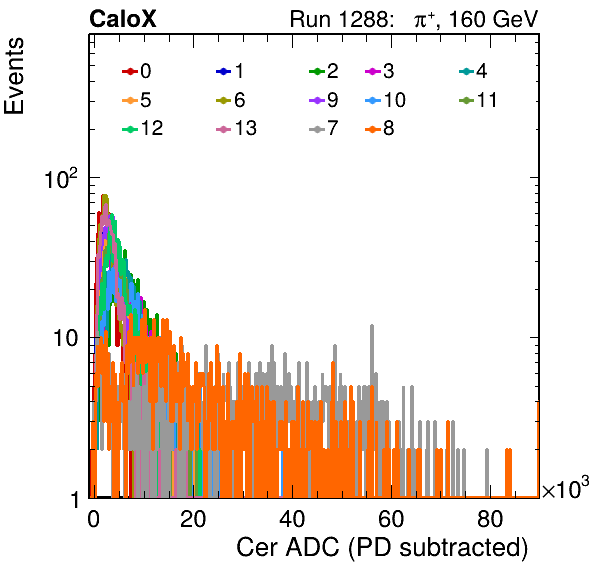 CaloX Run 1288: π⁺, 160 GeV
Events
0 1 2 3 4
5 6 9 10 11
12 13 7 8
10²
10
1
0 20 40 60 80 ×10³
Cer ADC (PD subtracted)